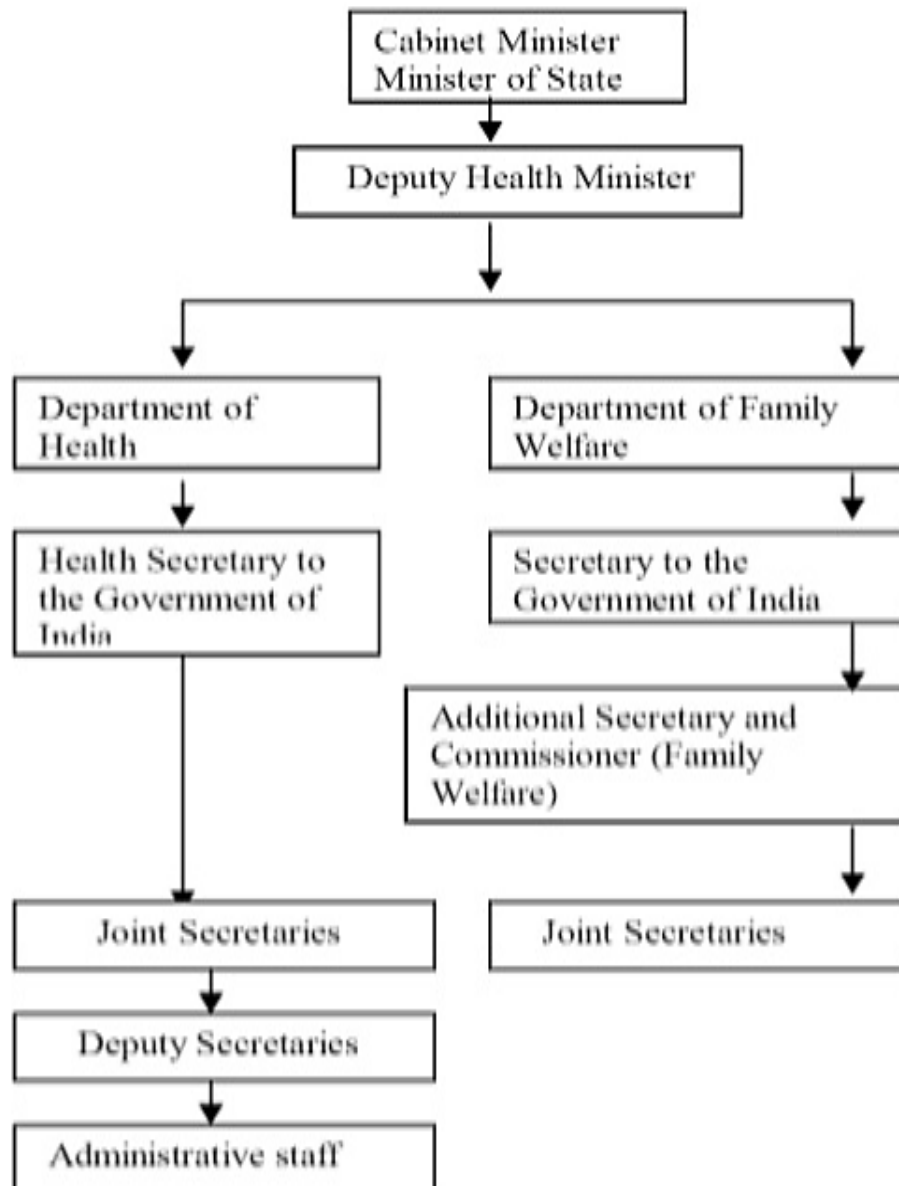 Cabinet Minister
Minister of State
Deputy Health Minister
Department of
Health
Department of Family
Welfare
Health Secretary to
the Government of
India
Secretary to the
Government of India
Additional Secretary and
Commissioner (Family
Welfare)
Joint Secretaries
Joint Secretaries
Deputy Secretaries
Administrative staff